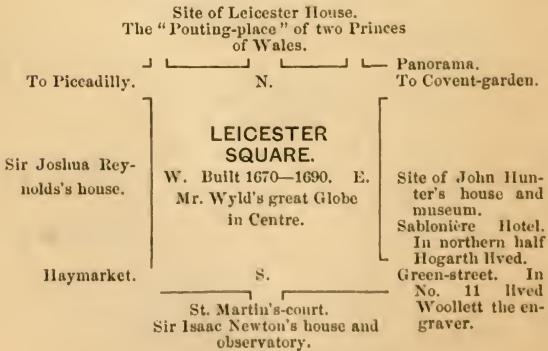 Site of Leicester House.
The "Pouting-place" of two Princes
of Wales.
Panorama.
To Piccadilly.
N.
To Covent-garden.
LEICESTER
SQUARE.
W. Built 1670—1690. E.
Mr. Wyld's great Globe
in Centre.
Sir Joshua Rey-
nolds's house.
Site of John Hun-
ter's house and
museum.
Sablonière Hotel.
In northern half
Hogarth lived.
Haymarket.
S.
Green-street. In
No. 11 lived
Woollett the en-
graver.
St. Martin's-court.
Sir Isaac Newton's house and
observatory.